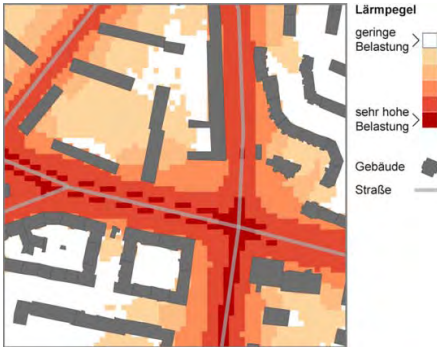 Lärmpegel
geringe
Belastung
sehr hohe
Belastung
Gebäude
Straße